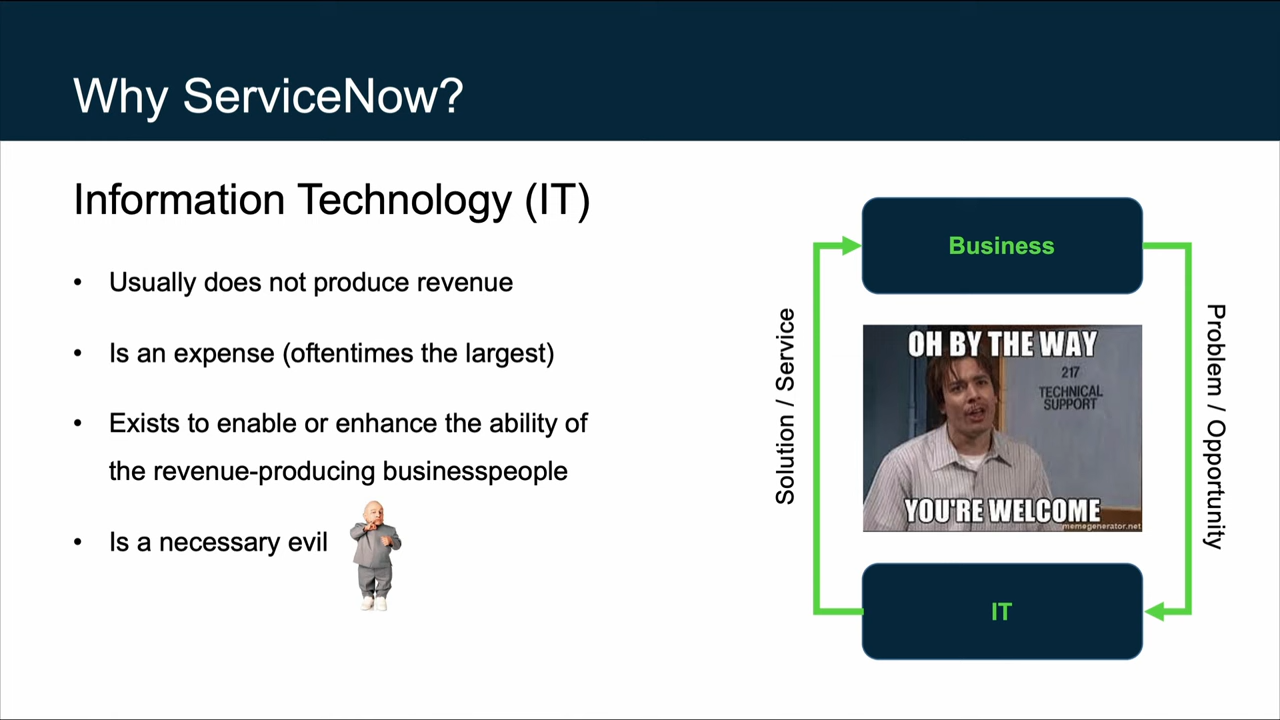 Why ServiceNow?
Information Technology (IT)
• Usually does not produce revenue
• Is an expense (oftentimes the largest)
• Exists to enable or enhance the ability of
the revenue-producing businesspeople
• Is a necessary evil
Business
Solution / Service
OH BY THE WAY
217
TECHNICAL
SUPPORT
YOU'RE WELCOME
memegenerator.net
Problem / Opportunity
IT